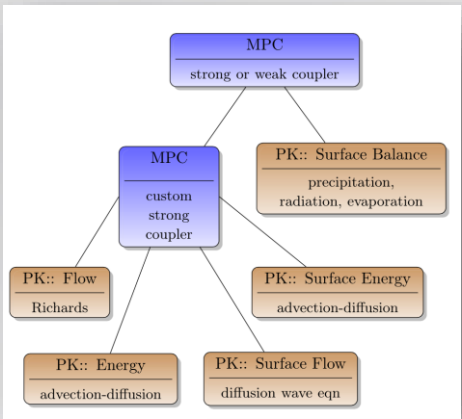 MPC
strong or weak coupler
MPC
custom
strong
coupler
PK:: Surface Balance
precipitation,
radiation, evaporation
PK:: Flow
Richards
PK:: Surface Energy
advection-diffusion
PK:: Energy
advection-diffusion
PK:: Surface Flow
diffusion wave eqn